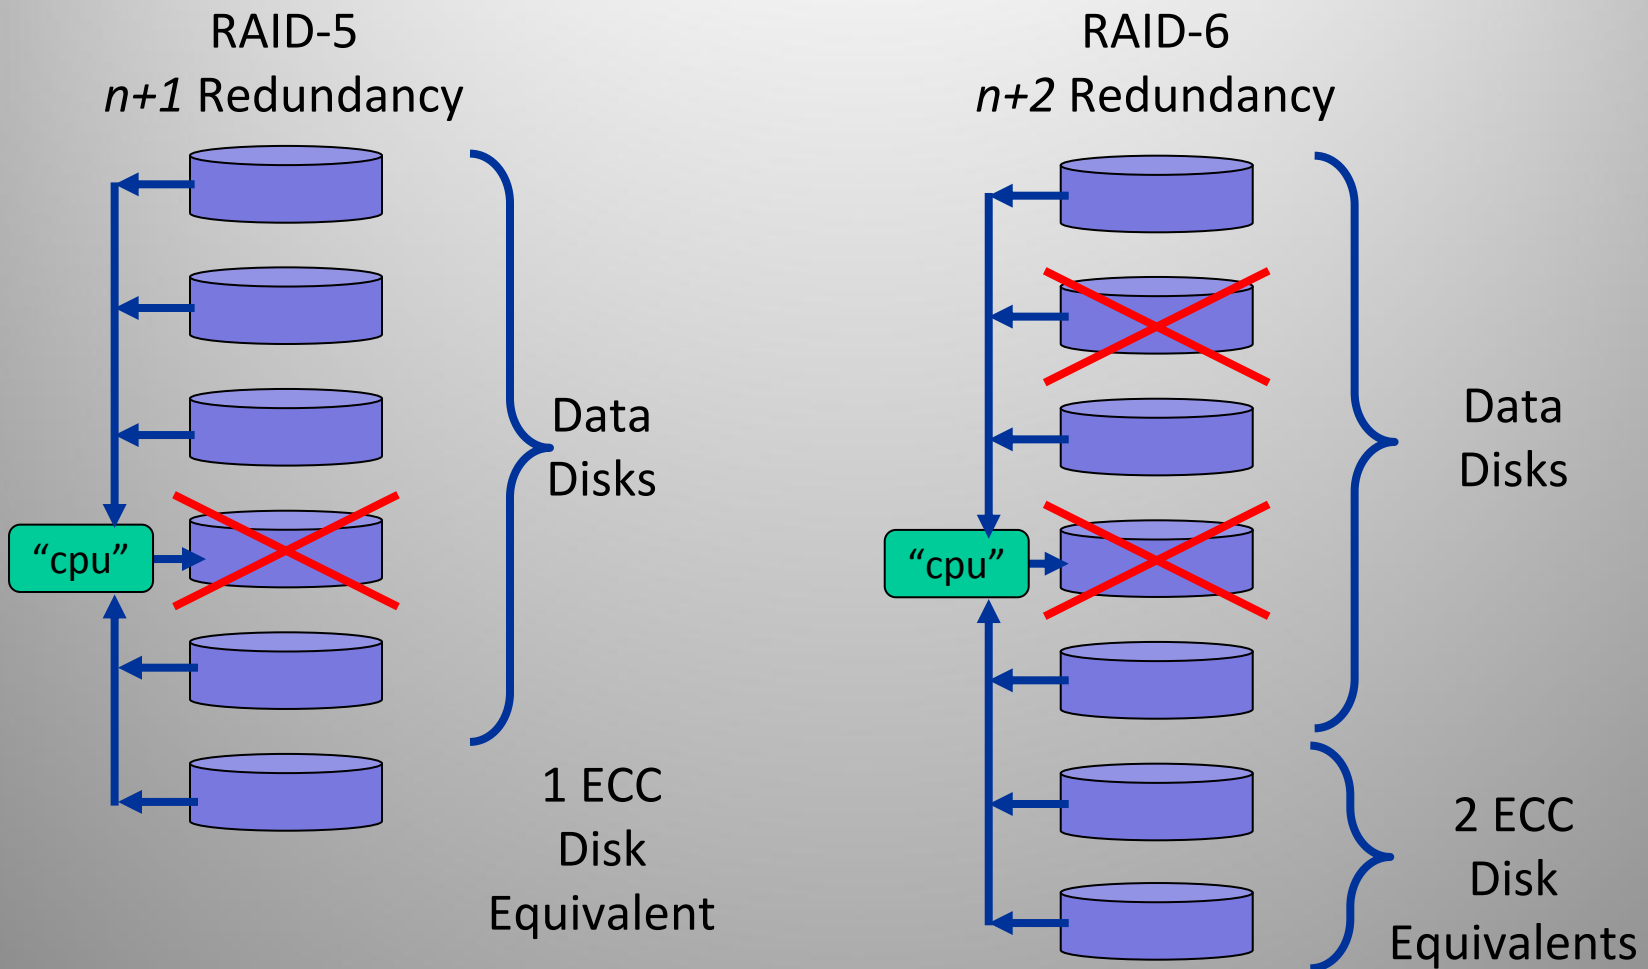 RAID-5
n+1 Redundancy
Data
Disks
“cpu”
1 ECC
Disk
Equivalent
RAID-6
n+2 Redundancy
Data
Disks
“cpu”
2 ECC
Disk
Equivalents